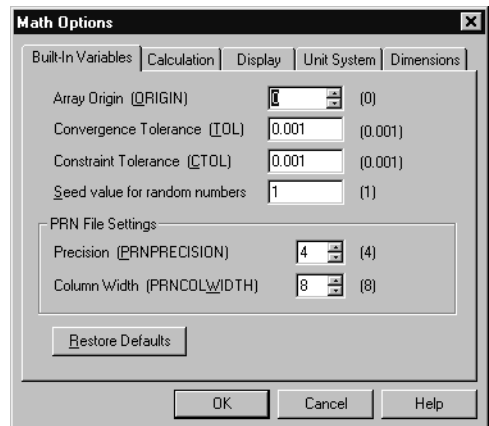 Math Options
Built-In Variables Calculation Display Unit System Dimensions
Array Origin (ORIGIN) 0 (0)
Convergence Tolerance (TOL) 0.001 (0.001)
Constraint Tolerance (CTOL) 0.001 (0.001)
Seed value for random numbers 1 (1)
PRN File Settings
Precision (PRNPRECISION) 4 (4)
Column Width (PRNCOLWIDTH) 8 (8)
Restore Defaults
OK Cancel Help